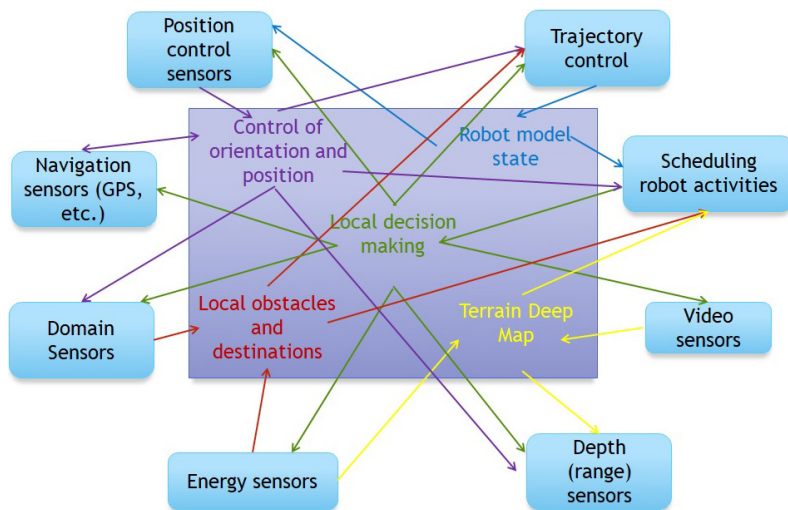 Position
control
sensors
Trajectory
control
Control of
orientation and
position
Robot model
state
Navigation
sensors (GPS,
etc.)
Scheduling
robot activities
Local decision
making
Domain
Sensors
Local obstacles
and
destinations
Terrain Deep
Map
Video
sensors
Energy sensors
Depth
(range)
sensors